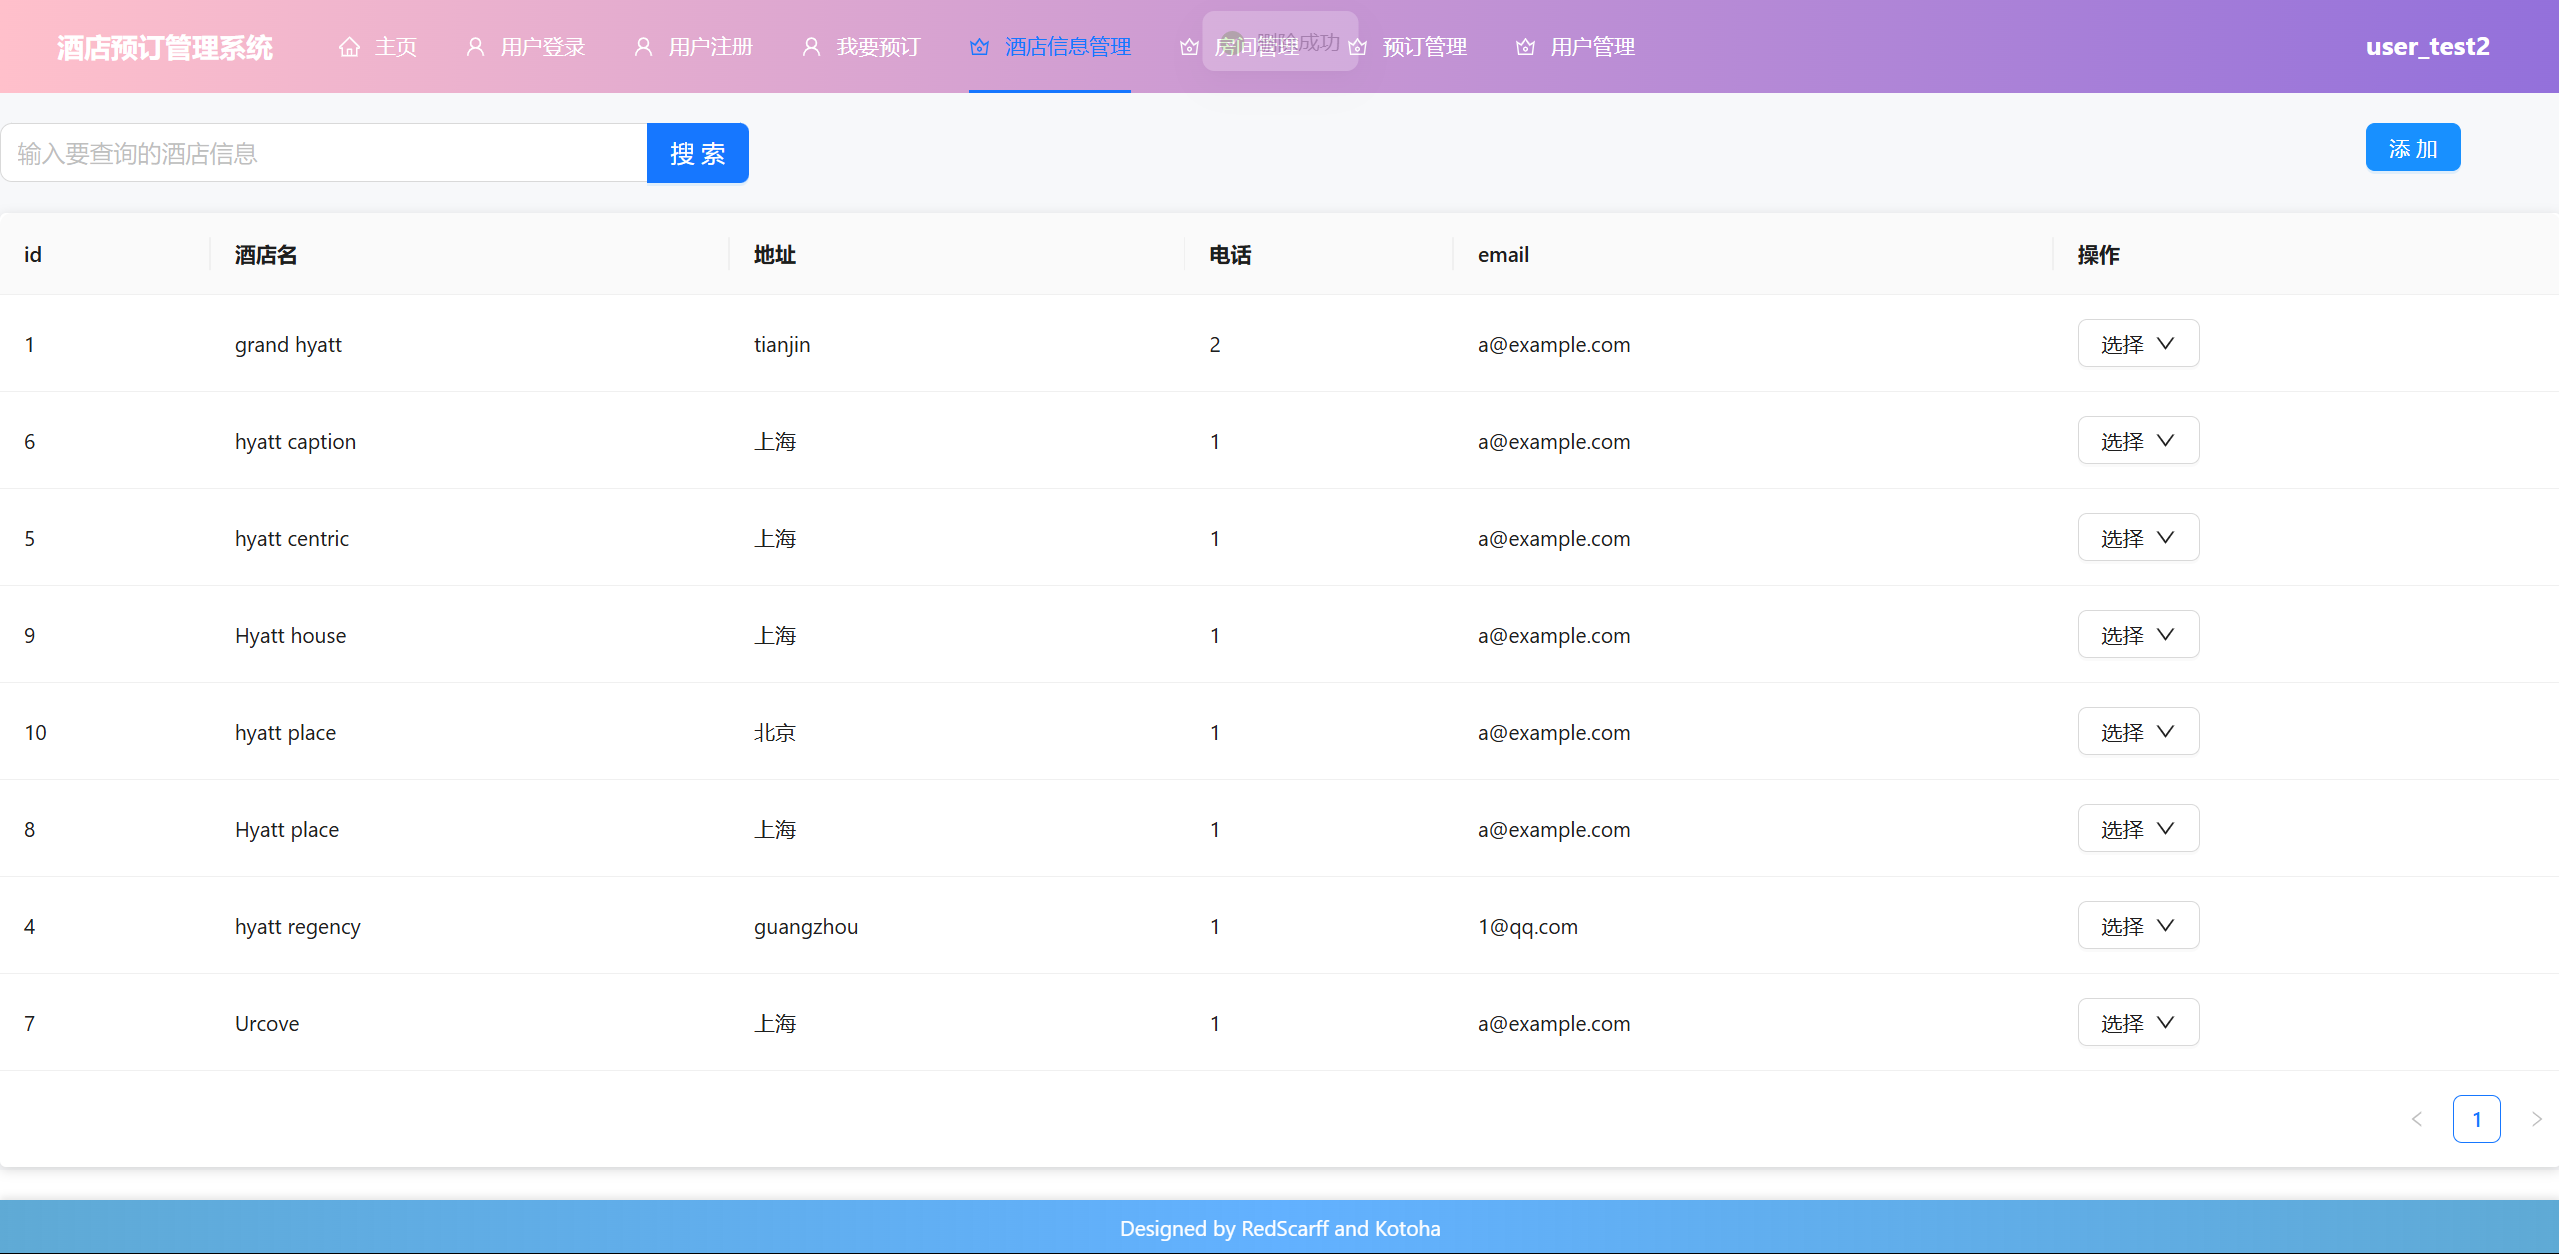 酒店预订管理系统 主页 用户登录 用户注册 我要预订 酒店信息管理 房间管理 预订管理 用户管理 user_test2
删除成功
输入要查询的酒店信息 搜 索 添 加
id 酒店名 地址 电话 email 操作
1 grand hyatt tianjin 2 a@example.com 选择
6 hyatt caption 上海 1 a@example.com 选择
5 hyatt centric 上海 1 a@example.com 选择
9 Hyatt house 上海 1 a@example.com 选择
10 hyatt place 北京 1 a@example.com 选择
8 Hyatt place 上海 1 a@example.com 选择
4 hyatt regency guangzhou 1 1@qq.com 选择
7 Urcove 上海 1 a@example.com 选择
< 1 >
Designed by RedScarff and Kotoha